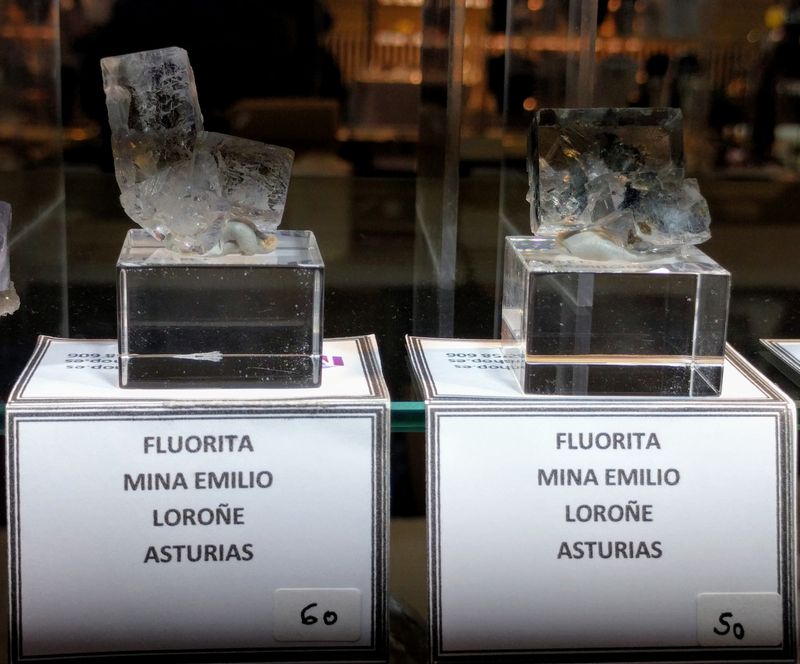 FLUORITA
MINA EMILIO
LOROÑE
ASTURIAS
60
FLUORITA
MINA EMILIO
LOROÑE
ASTURIAS
50